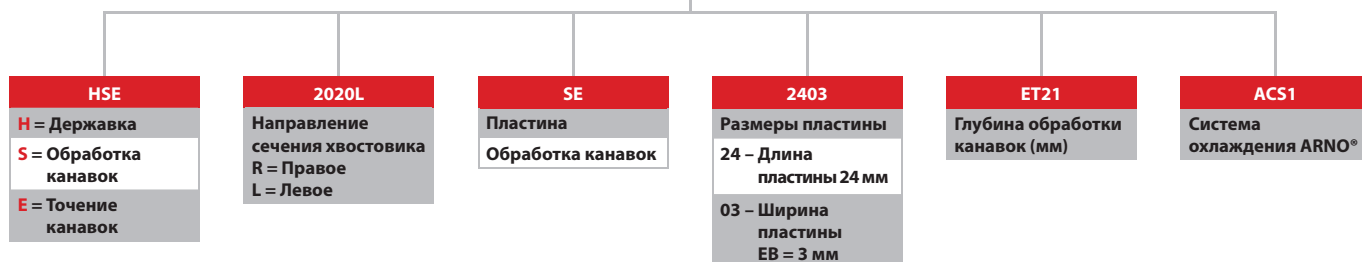 HSE
H = Державка
S = Обработка
канавок
E = Точение
канавок
2020L
Направление
сечения хвостовика
R = Правое
L = Левое
SE
Пластина
Обработка канавок
2403
Размеры пластины
24 – Длина
пластины 24 мм
03 – Ширина
пластины
EB = 3 мм
ET21
Глубина обработки
канавок (мм)
ACS1
Система
охлаждения ARNO®